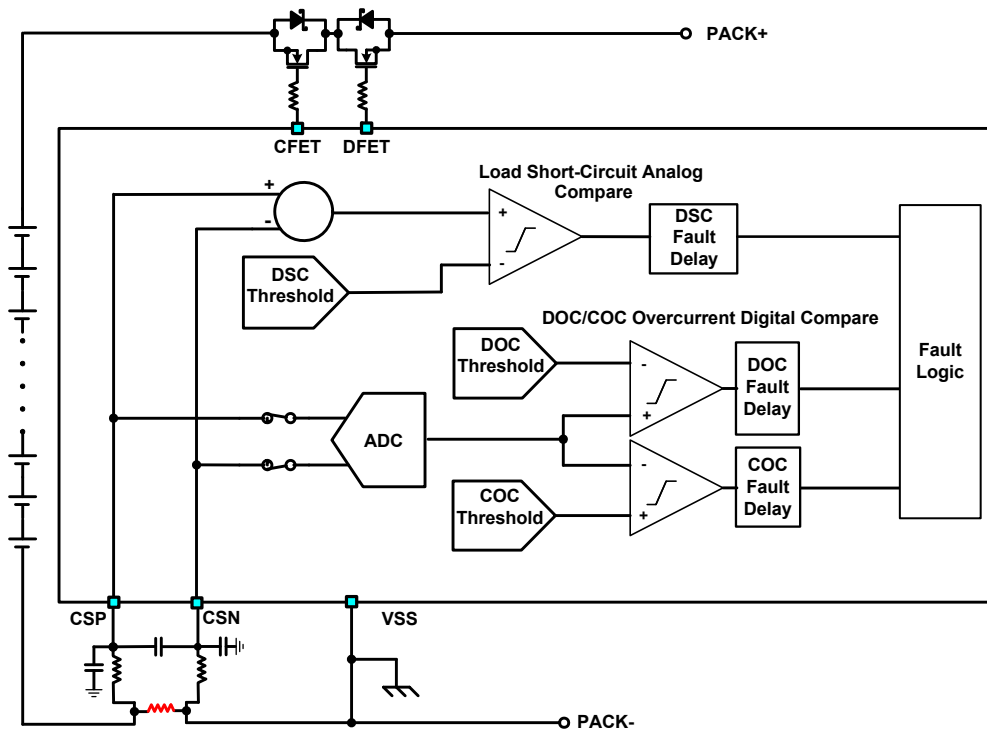 PACK+
CFET DFET
Load Short-Circuit Analog
Compare
+
-
+
-
DSC
Threshold
DSC
Fault
Delay
DOC/COC Overcurrent Digital Compare
DOC
Threshold
-
+
DOC
Fault
Delay
Fault
Logic
ADC
COC
Threshold
-
+
COC
Fault
Delay
CSP
CSN
VSS
PACK-